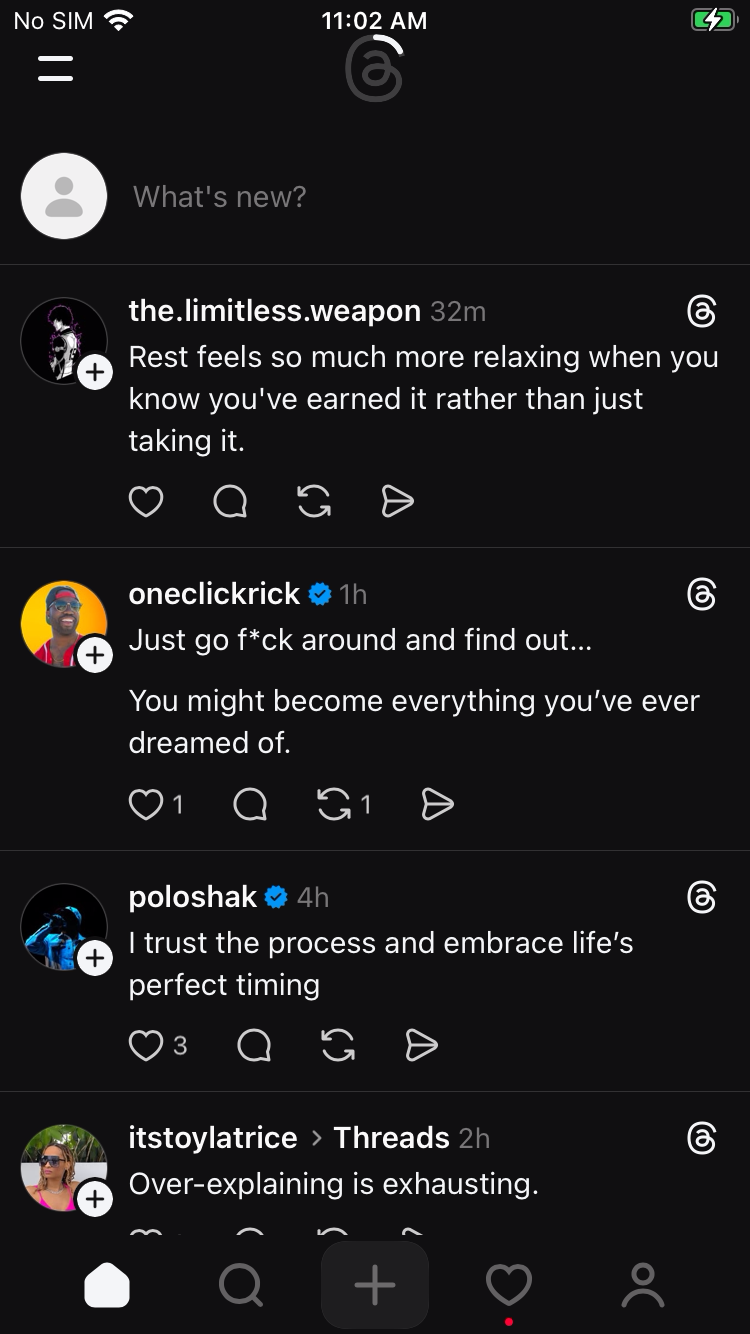 No SIM 11:02 AM
What's new?
the.limitless.weapon 32m
Rest feels so much more relaxing when you
know you've earned it rather than just
taking it.
oneclickrick 1h
Just go f*ck around and find out...
You might become everything you’ve ever
dreamed of.
1 1
poloshak 4h
I trust the process and embrace life’s
perfect timing
3
itstoylatrice > Threads 2h
Over-explaining is exhausting.